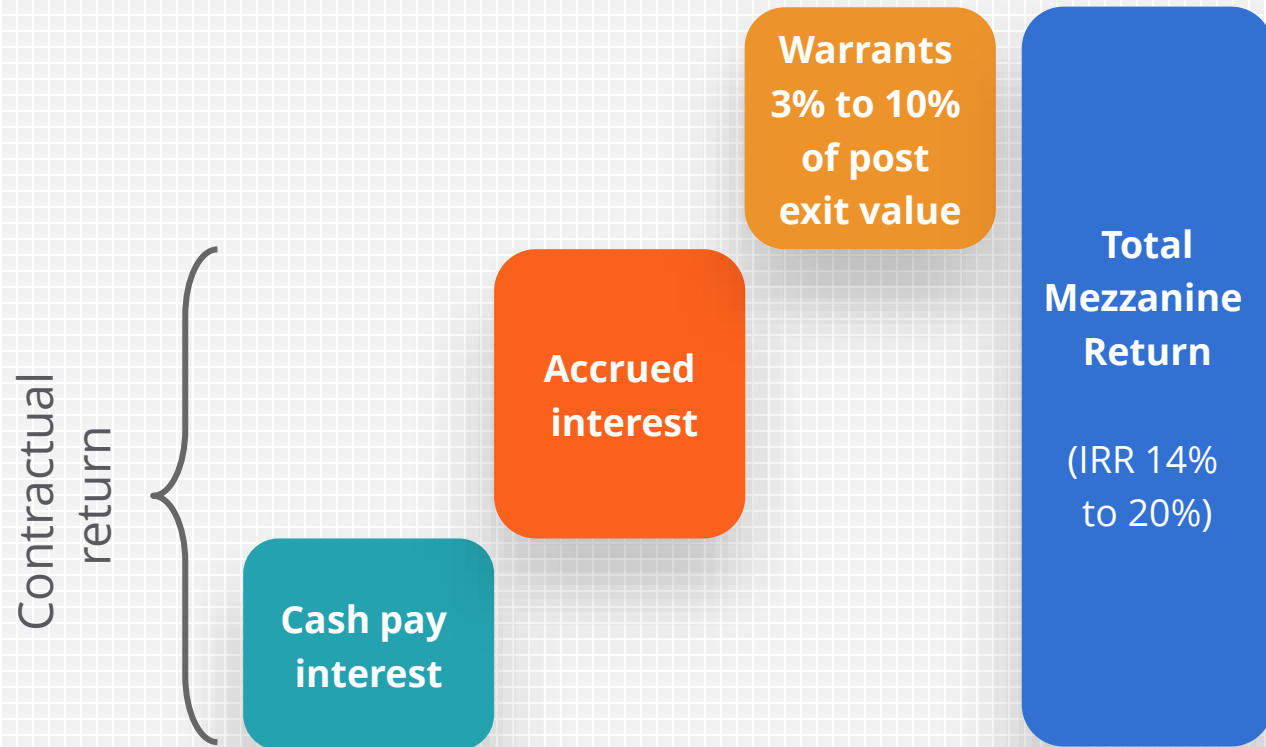 Contractual
return
Cash pay
interest
Accrued
interest
Warrants
3% to 10%
of post
exit value
Total
Mezzanine
Return
(IRR 14%
to 20%)